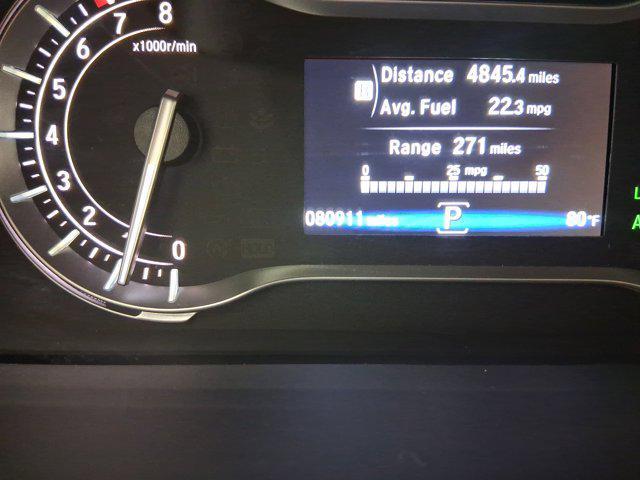 8
7
6
x1000r/min
5
4
3
2
1
0
Distance 4845.4 miles
Avg. Fuel 22.3 mpg
Range 271 miles
0 25 mpg 50
080911 miles P 80°F